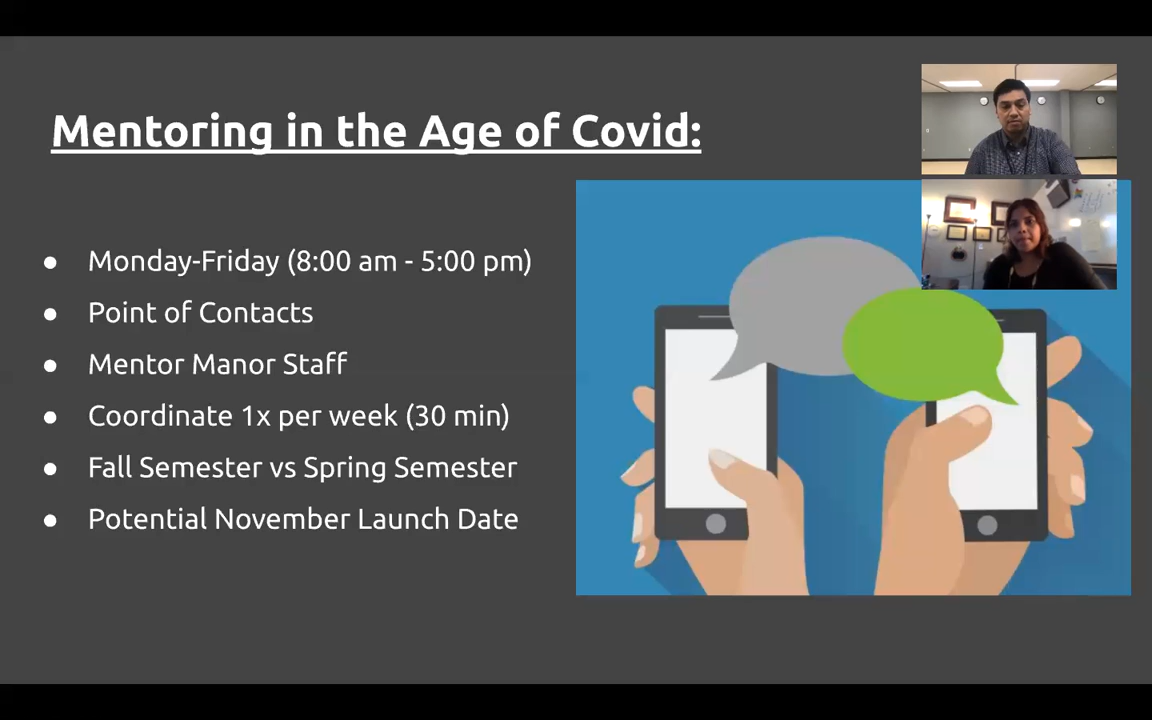 Mentoring in the Age of Covid:
● Monday-Friday (8:00 am - 5:00 pm)
● Point of Contacts
● Mentor Manor Staff
● Coordinate 1x per week (30 min)
● Fall Semester vs Spring Semester
● Potential November Launch Date